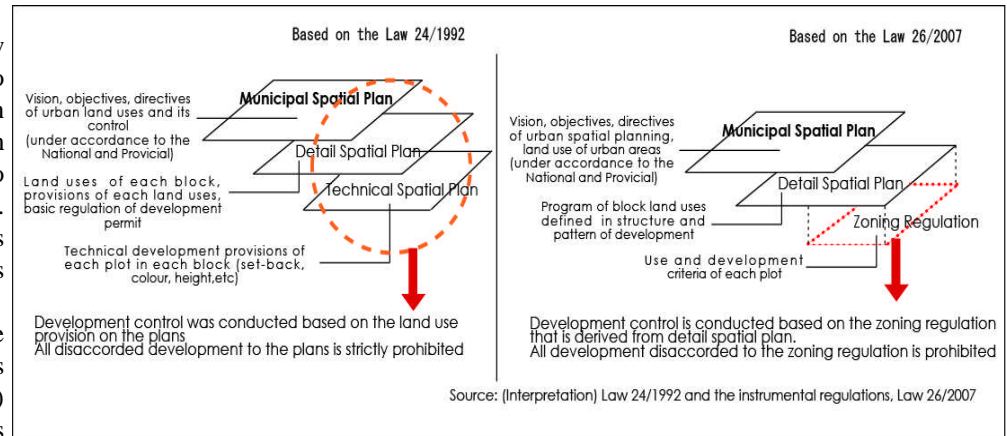 Based on the Law 24/1992
Municipal Spatial Plan
Vision, objectives, directives
of urban land uses and its
control
(under accordance to the
National and Provicial)
Detail Spatial Plan
Land uses of each block,
provisions of each land uses,
basic regulation of development
permit
Technical Spatial Plan
Technical development provisions of
each plot in each block (set-back,
colour, height,etc)
Development control was conducted based on the land use
provision on the plans
All disaccorded development to the plans is strictly prohibited
Based on the Law 26/2007
Vision, objectives, directives
of urban spatial planning,
land use of urban areas
(under accordance to the
National and Provicial)
Municipal Spatial Plan
Detail Spatial Plan
Program of block land uses
defined in structure and
pattern of development
Zoning Regulation
Use and development
criteria of each plot
Development control is conducted based on the zoning regulation
that is derived from detail spatial plan.
All development disaccorded to the zoning regulation is prohibited
Source: (Interpretation) Law 24/1992 and the instrumental regulations, Law 26/2007